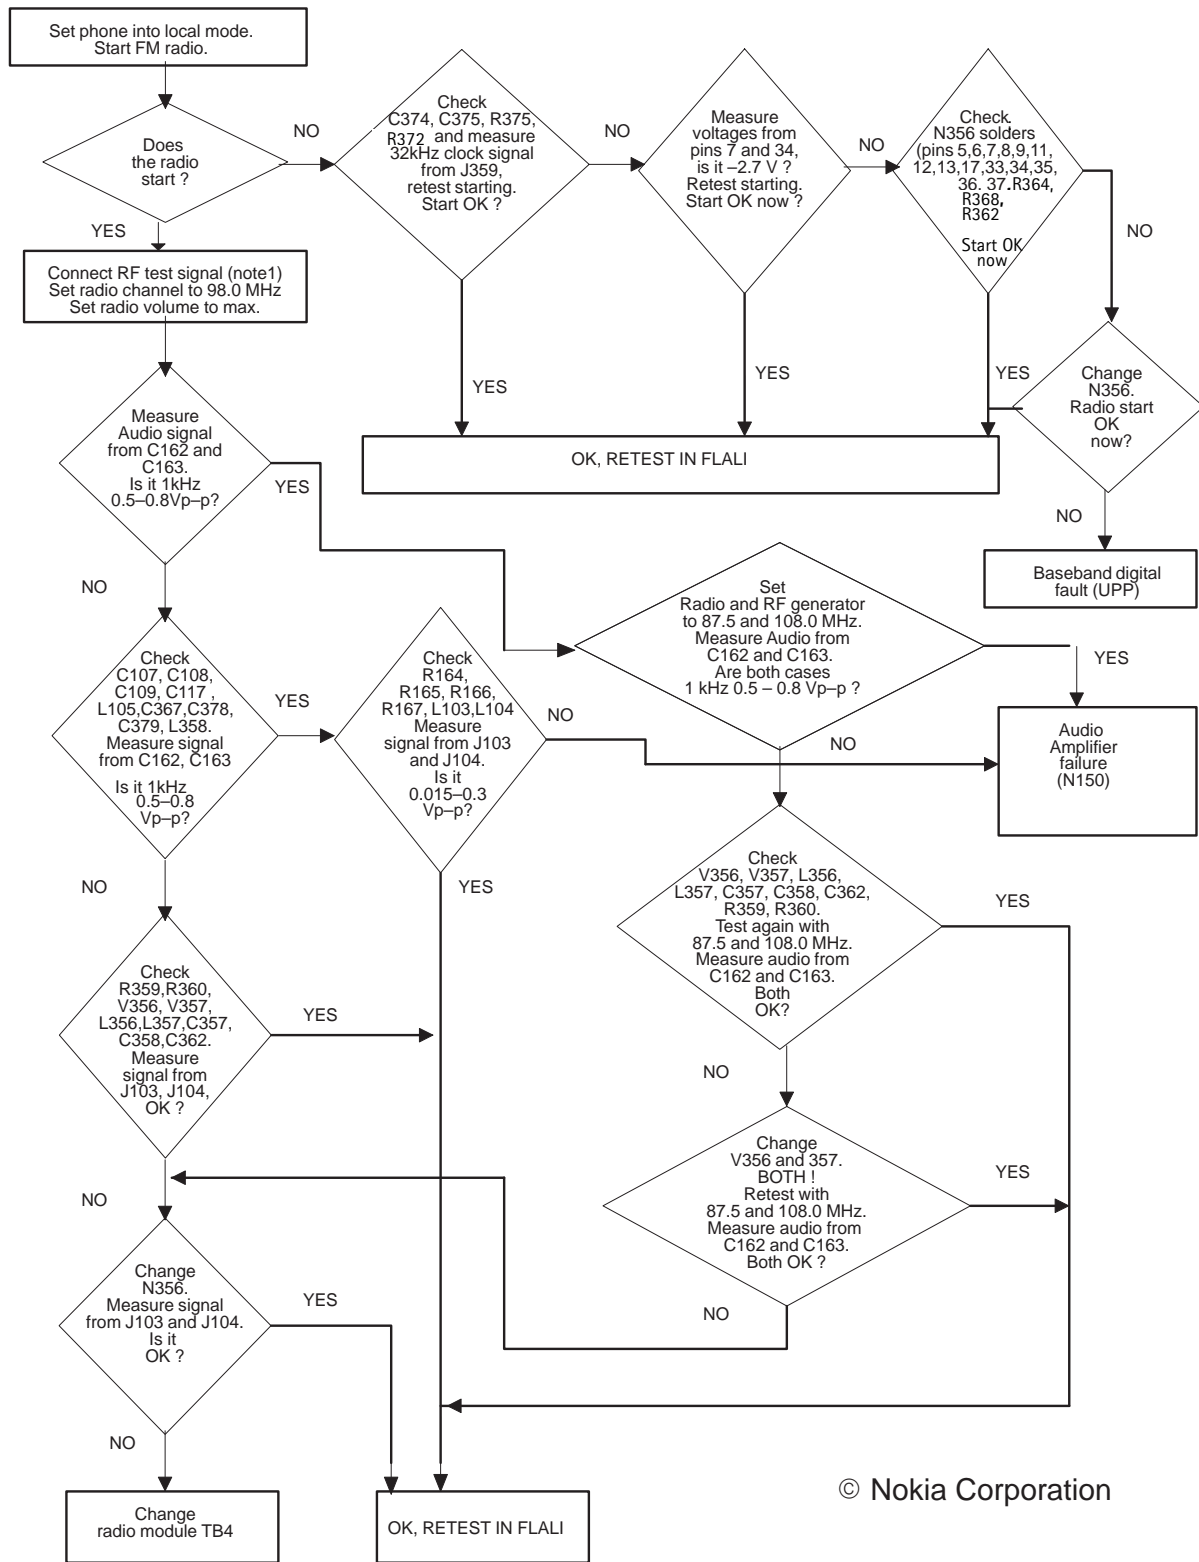 Set phone into local mode.
Start FM radio.
Does
the radio
start ?
NO
YES
Check
C374, C375, R375,
R372 and measure
32kHz clock signal
from J359,
retest starting.
Start OK ?
NO
YES
Measure
voltages from
pins 7 and 34,
is it –2.7 V ?
Retest starting.
Start OK now ?
NO
YES
Check.
N356 solders
(pins 5,6,7,8,9,11,
12,13,17,33,34,35,
36. 37.R364,
R368,
R362
Start OK
now
NO
YES
Change
N356.
Radio start
OK
now?
NO
Baseband digital
fault (UPP)
OK, RETEST IN FLALI
Connect RF test signal (note1)
Set radio channel to 98.0 MHz
Set radio volume to max.
Measure
Audio signal
from C162 and
C163.
Is it 1kHz
0.5–0.8Vp–p?
YES
NO
Set
Radio and RF generator
to 87.5 and 108.0 MHz.
Measure Audio from
C162 and C163.
Are both cases
1 kHz 0.5 – 0.8 Vp–p ?
YES
NO
Audio
Amplifier
failure
(N150)
Check
C107, C108,
C109, C117 ,
L105,C367,C378,
C379, L358.
Measure signal
from C162, C163
Is it 1kHz
0.5–0.8
Vp–p?
YES
NO
Check
R164,
R165, R166,
R167, L103,L104
Measure
signal from J103
and J104.
Is it
0.015–0.3
Vp–p?
NO
YES
Check
V356, V357, L356,
L357, C357, C358, C362,
R359, R360.
Test again with
87.5 and 108.0 MHz.
Measure audio from
C162 and C163.
Both
OK?
YES
NO
Check
R359,R360,
V356, V357,
L356,L357,C357,
C358,C362.
Measure
signal from
J103, J104,
OK ?
YES
NO
Change
V356 and 357.
BOTH !
Retest with
87.5 and 108.0 MHz.
Measure audio from
C162 and C163.
Both OK ?
YES
NO
Change
N356.
Measure signal
from J103 and J104.
Is it
OK ?
YES
NO
Change
radio module TB4
OK, RETEST IN FLALI
© Nokia Corporation